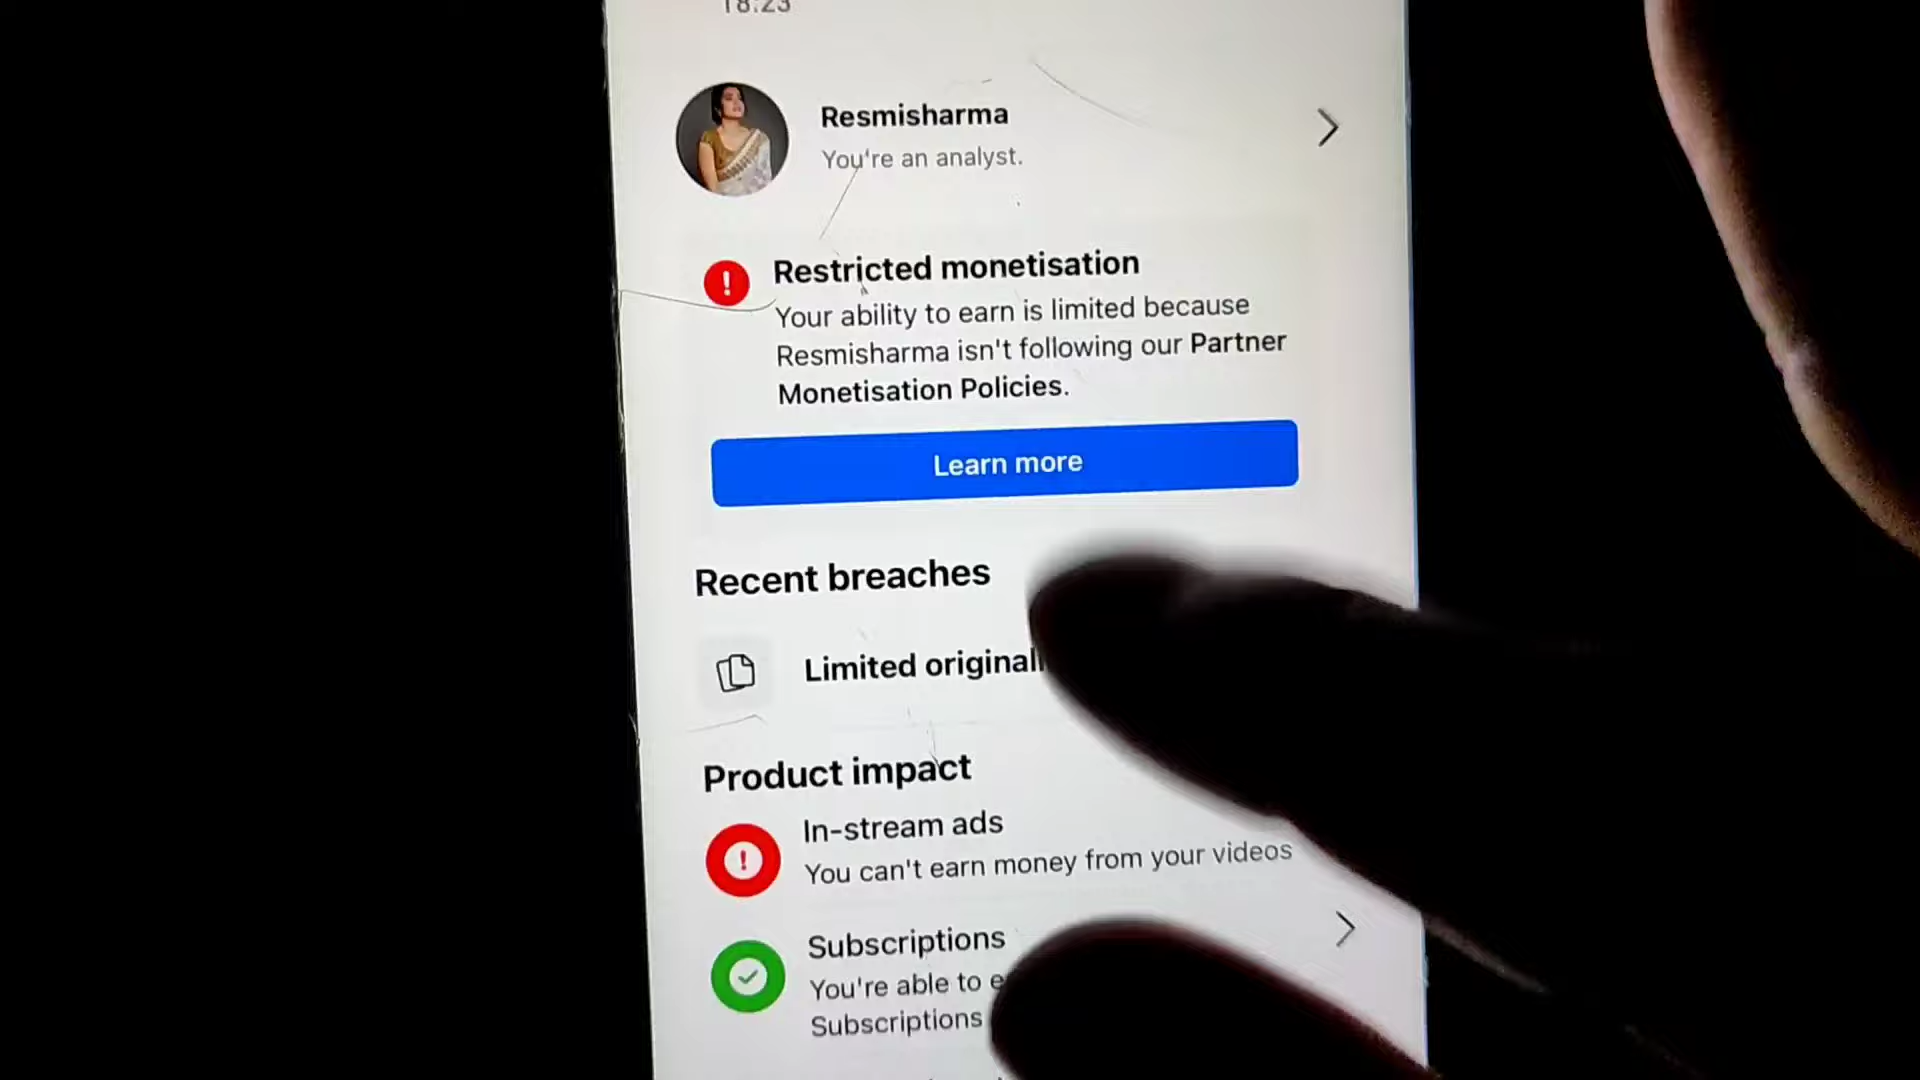 18:23
Resmisharma
You're an analyst.
Restricted monetisation
Your ability to earn is limited because
Resmisharma isn't following our Partner
Monetisation Policies.
Learn more
Recent breaches
Limited
Product impact
In-stream ads
You can't earn money from your videos
Subscriptions
You're able to
Subscriptions